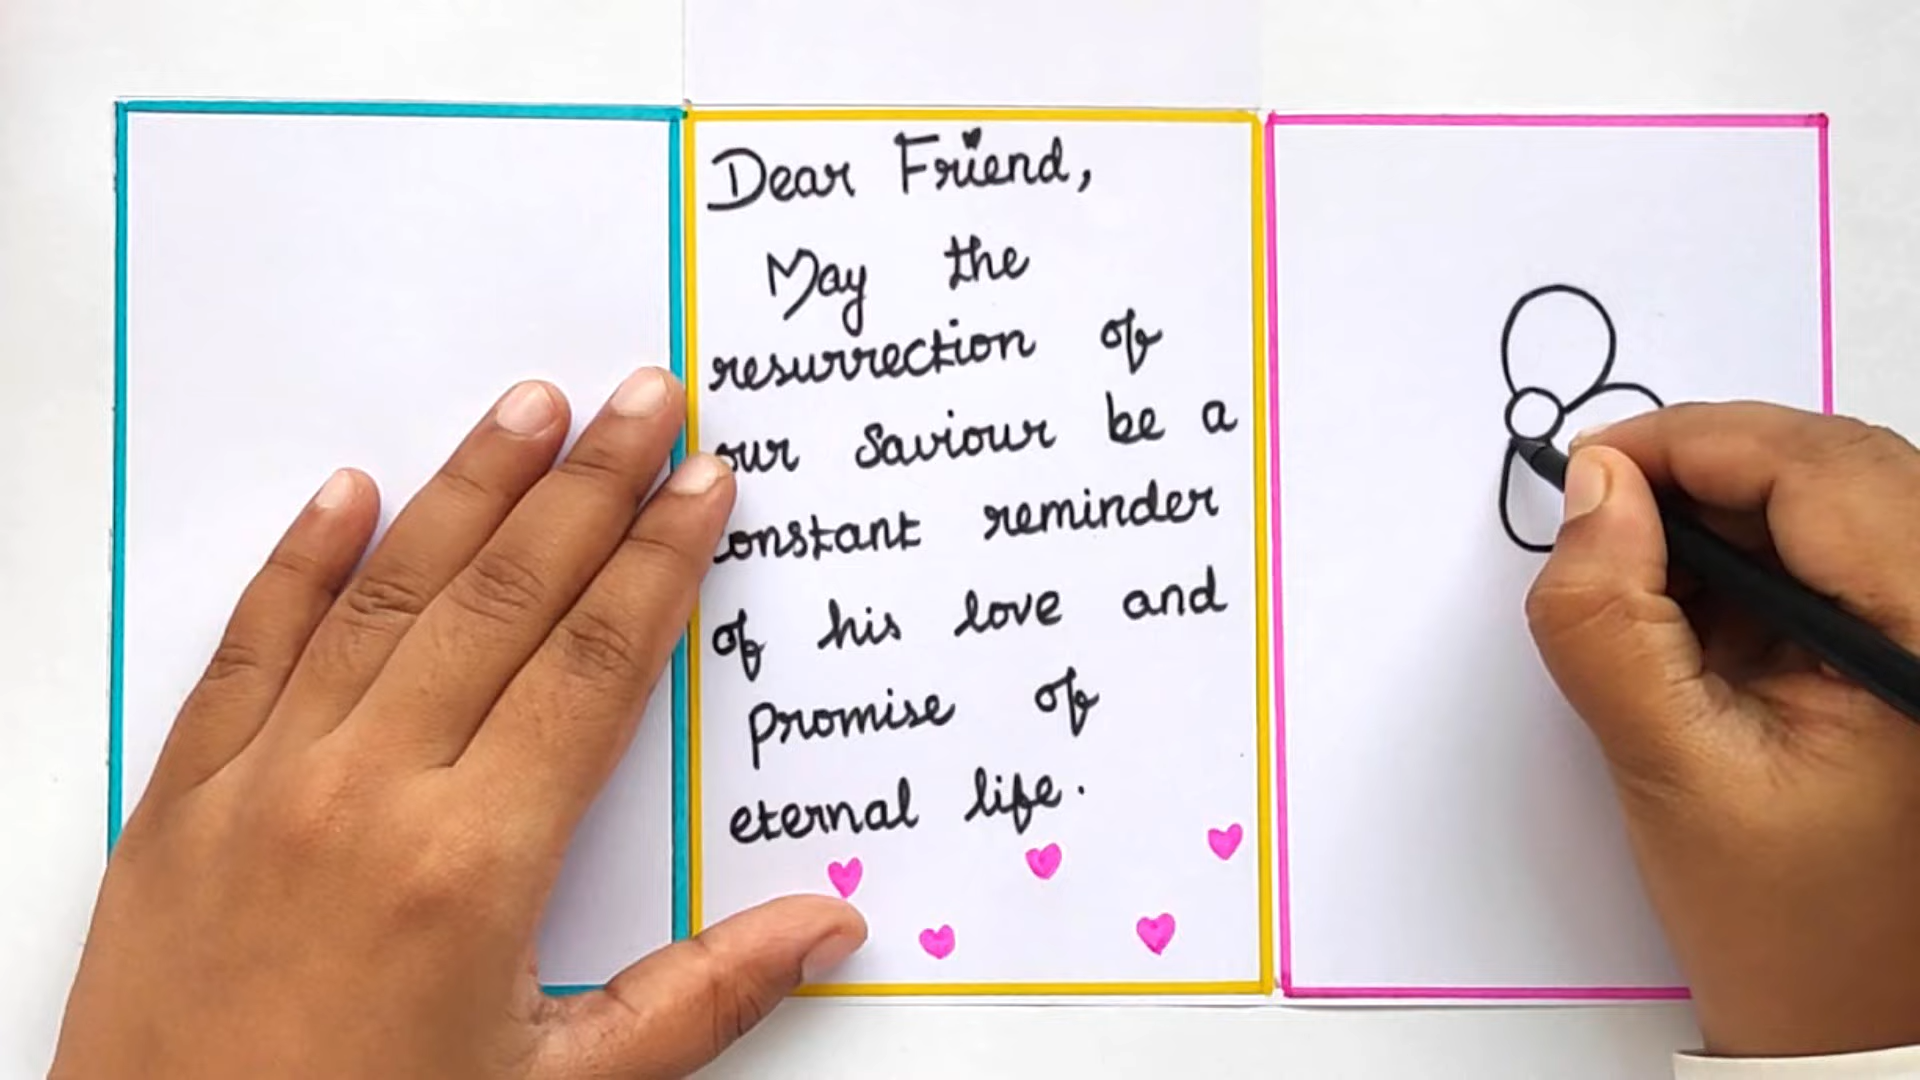 Dear Friend,
May the
resurrection of
our Saviour be a
constant reminder
of his love and
promise of
eternal life.